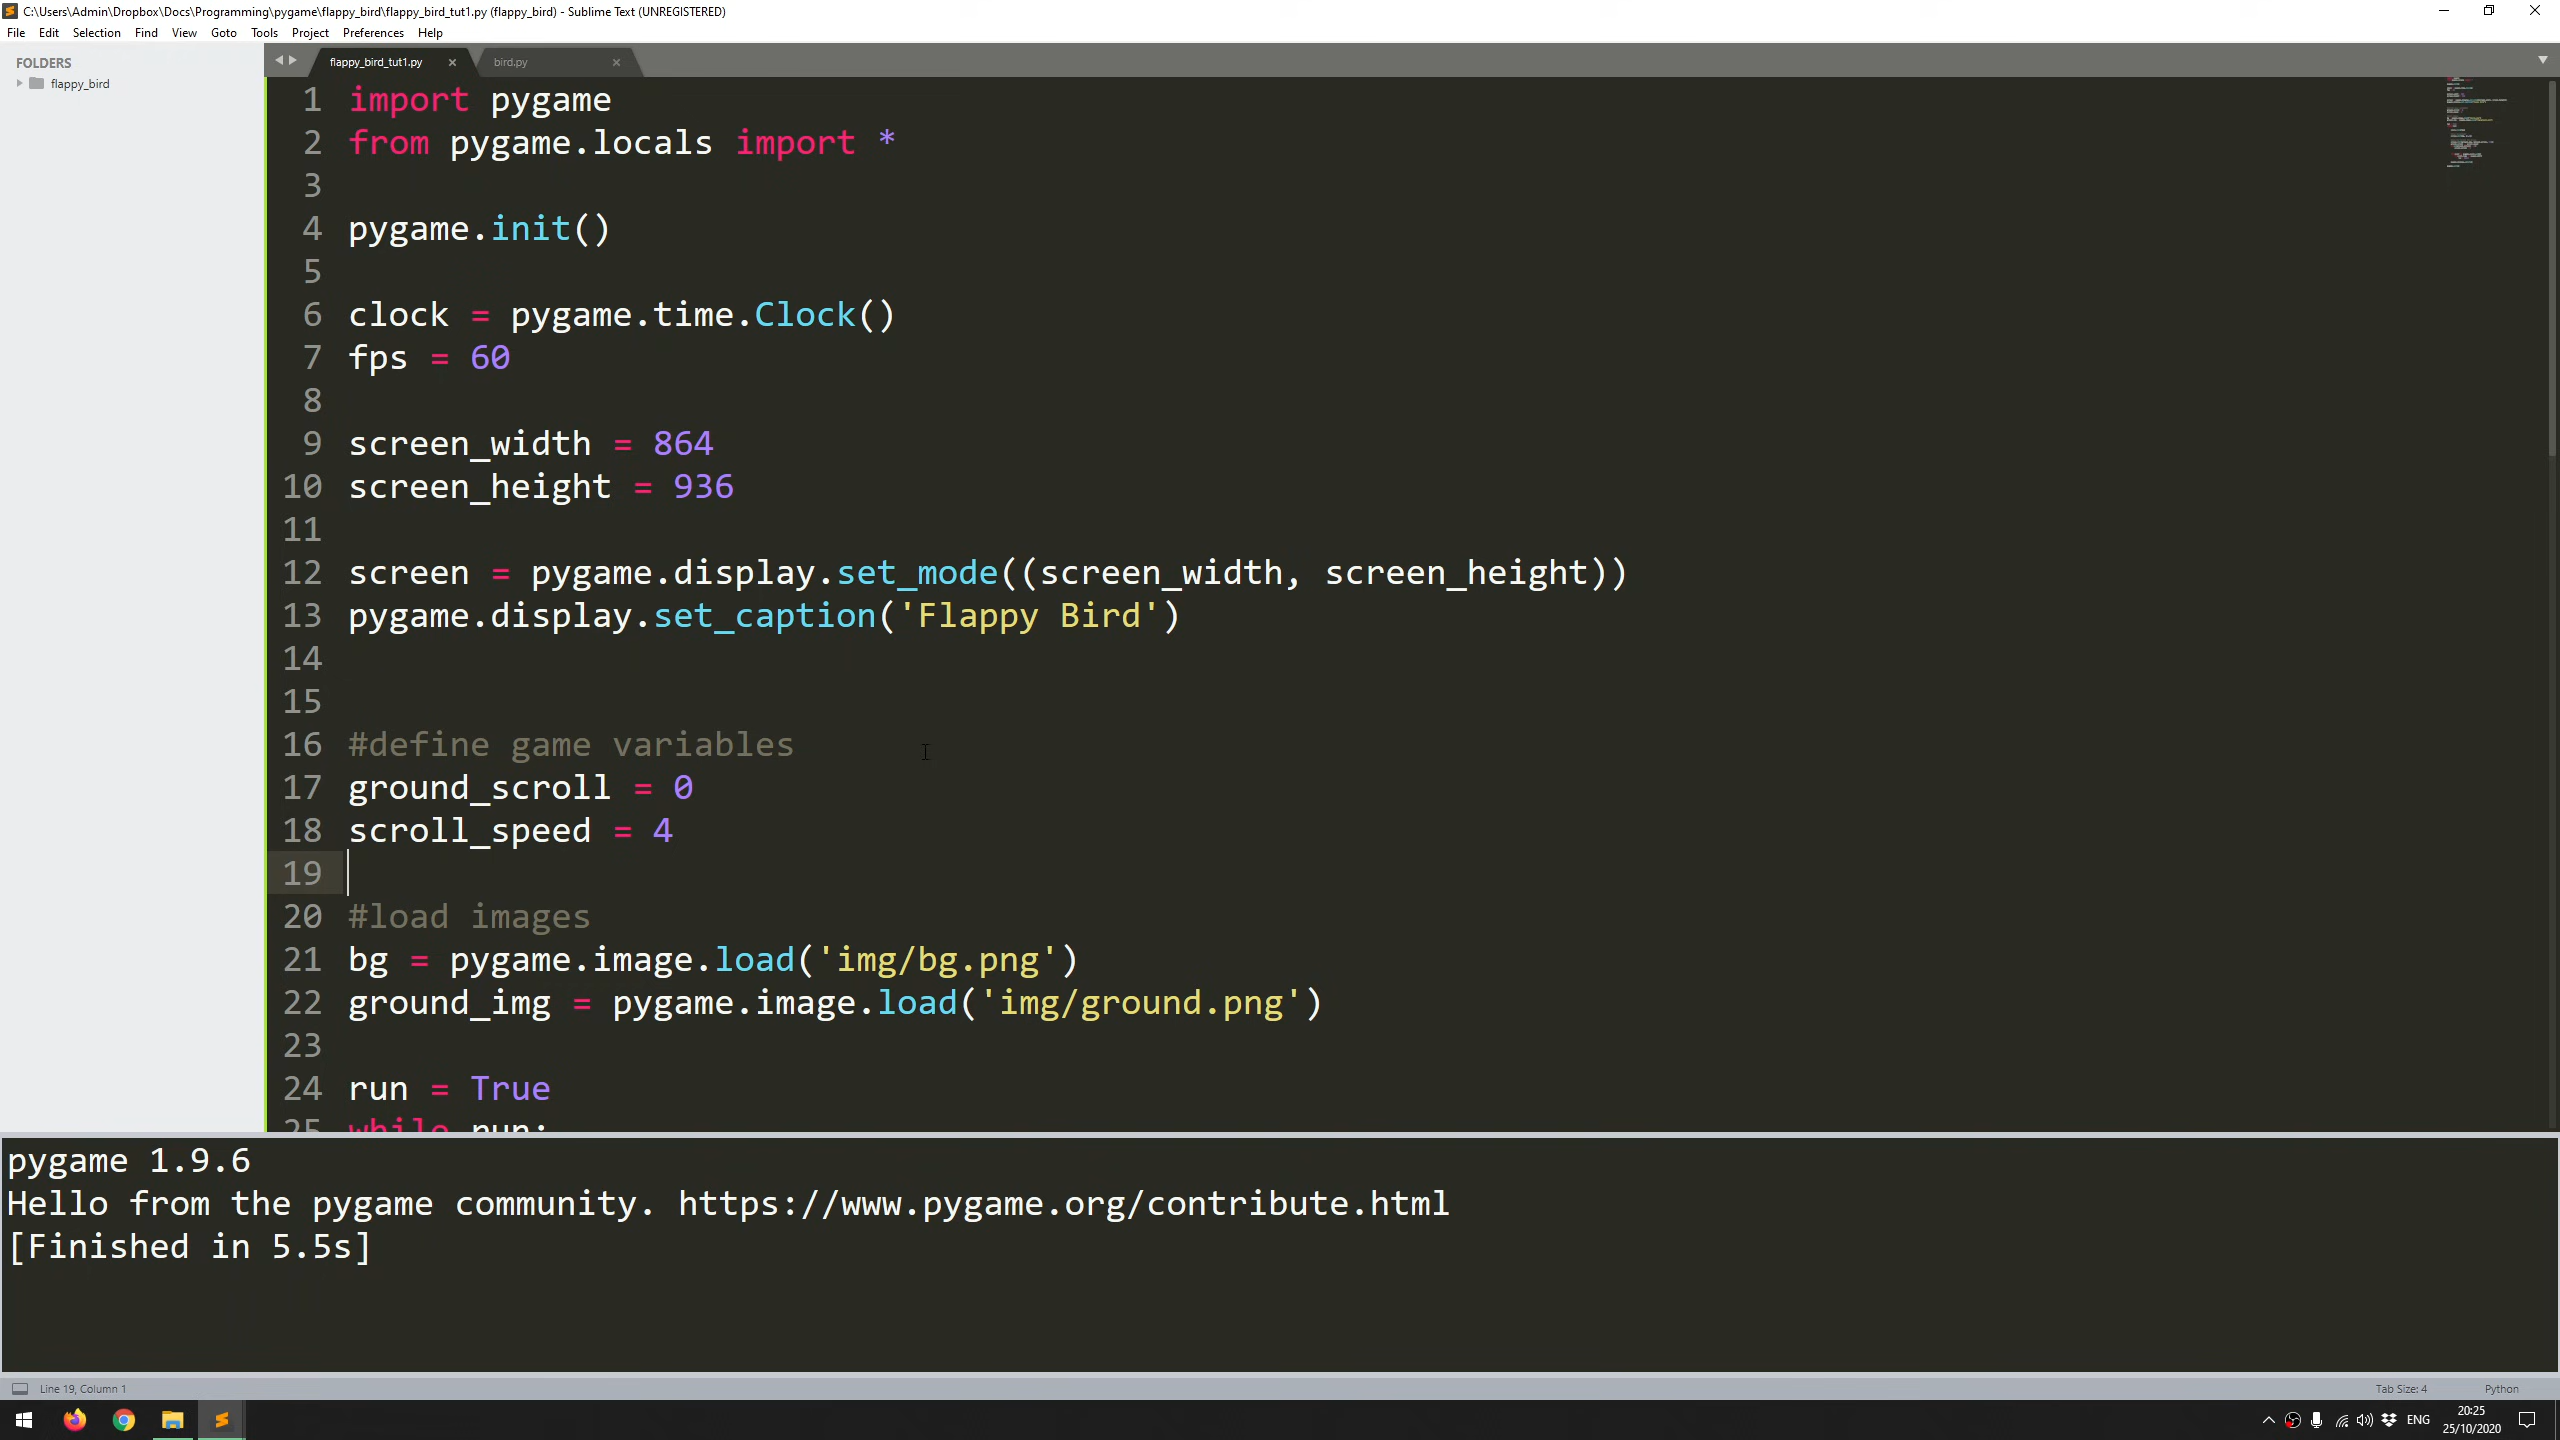 C:\Users\Admin\Dropbox\Docs\Programming\pygame\flappy_bird\flappy_bird_tut1.py (flappy_bird) - Sublime Text (UNREGISTERED)
File Edit Selection Find View Goto Tools Project Preferences Help
FOLDERS
flappy_bird
flappy_bird_tut1.py bird.py
1 import pygame
2 from pygame.locals import *
3
4 pygame.init()
5
6 clock = pygame.time.Clock()
7 fps = 60
8
9 screen_width = 864
10 screen_height = 936
11
12 screen = pygame.display.set_mode((screen_width, screen_height))
13 pygame.display.set_caption('Flappy Bird')
14
15
16 #define game variables
17 ground_scroll = 0
18 scroll_speed = 4
19
20 #load images
21 bg = pygame.image.load('img/bg.png')
22 ground_img = pygame.image.load('img/ground.png')
23
24 run = True
25 while run:
pygame 1.9.6
Hello from the pygame community. https://www.pygame.org/contribute.html
[Finished in 5.5s]
Line 19, Column 1 Tab Size: 4 Python
ENG 20:25
25/10/2020